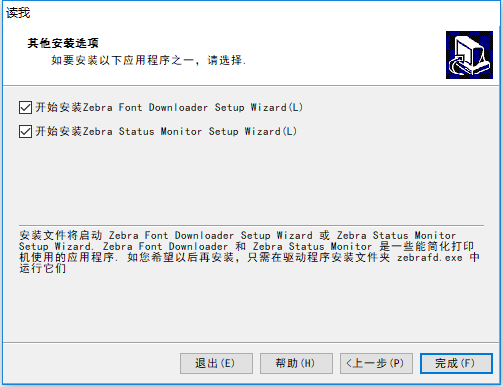 读我
其他安装选项
如要安装以下应用程序之一，请选择.
开始安装Zebra Font Downloader Setup Wizard(L)
开始安装Zebra Status Monitor Setup Wizard(L)
安装文件将启动 Zebra Font Downloader Setup Wizard 或 Zebra Status Monitor
Setup Wizard. Zebra Font Downloader 和 Zebra Status Monitor 是一些能简化打印
机使用的应用程序. 如您希望以后再安装，只需在驱动程序安装文件夹 zebrafd.exe 中
运行它们
退出(E) 帮助(H) <上一步(P) 完成(F)